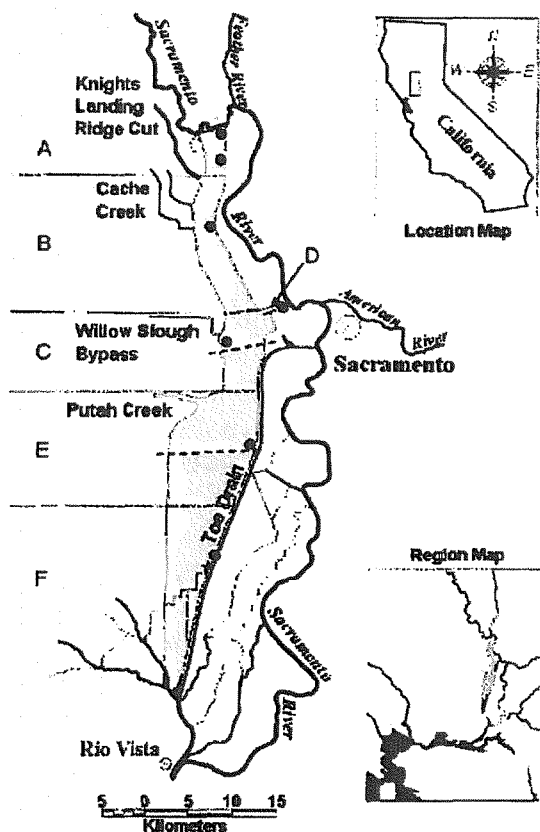 Sacramento
Feather River
Knights
Landing
Ridge Cut
A
Cache
Creek
River
B
D
Willow Slough
Bypass
C
American
River
Sacramento
Putah Creek
E
Toe Drain
F
Sacramento
River
Rio Vista
5 0 5 10 15
Kilometers
N
W
E
S
California
Location Map
Region Map